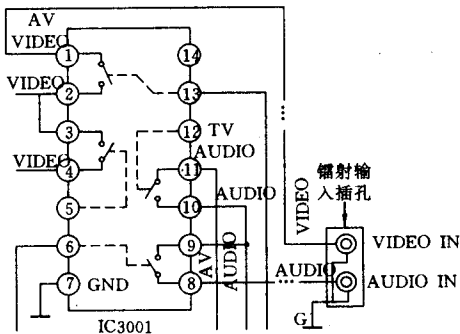 AV
VIDEO
1
14
VIDEO
2
13
3
12
TV
AUDIO
VIDEO
4
11
5
10
AUDIO
6
9
7
GND
8
AV
AUDIO
AUDIO
VIDEO
镭射输
入插孔
VIDEO IN
AUDIO IN
G
IC3001